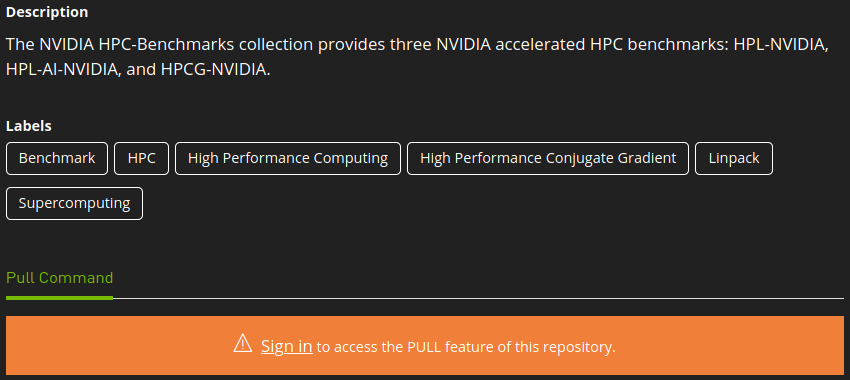 Description
The NVIDIA HPC-Benchmarks collection provides three NVIDIA accelerated HPC benchmarks: HPL-NVIDIA,
HPL-AI-NVIDIA, and HPCG-NVIDIA.
Labels
Benchmark HPC High Performance Computing High Performance Conjugate Gradient Linpack
Supercomputing
Pull Command
Sign in to access the PULL feature of this repository.